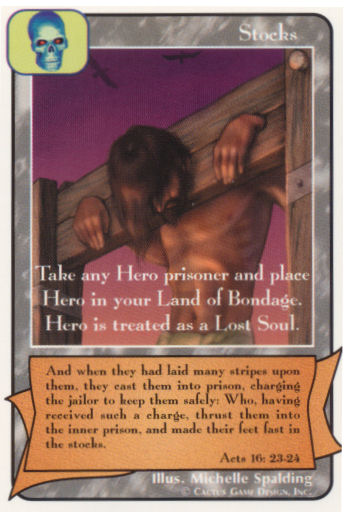 Stocks
Take any Hero prisoner and place
Hero in your Land of Bondage.
Hero is treated as a Lost Soul.
And when they had laid many stripes upon
them, they cast them into prison, charging
the jailor to keep them safely: Who, having
received such a charge, thrust them into
the inner prison, and made their feet fast in
the stocks.
Acts 16: 23-24
Illus. Michelle Spalding
© Cactus Game Design, Inc.